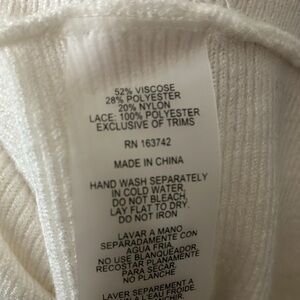 52% VISCOSE
28% POLYESTER
20% NYLON
LACE: 100% POLYESTER
EXCLUSIVE OF TRIMS
RN 163742
MADE IN CHINA
HAND WASH SEPARATELY
IN COLD WATER,
DO NOT BLEACH,
LAY FLAT TO DRY.
DO NOT IRON
LAVAR A MANO
SEPARADAMENTE CON
AGUA FRIA,
NO USE BLANQUEADOR,
RECOSTAR PLANAMENTE
PARA SECAR.
NO PLANCHE
LAVER SEPAREMENT A
L'EAU FROIDE